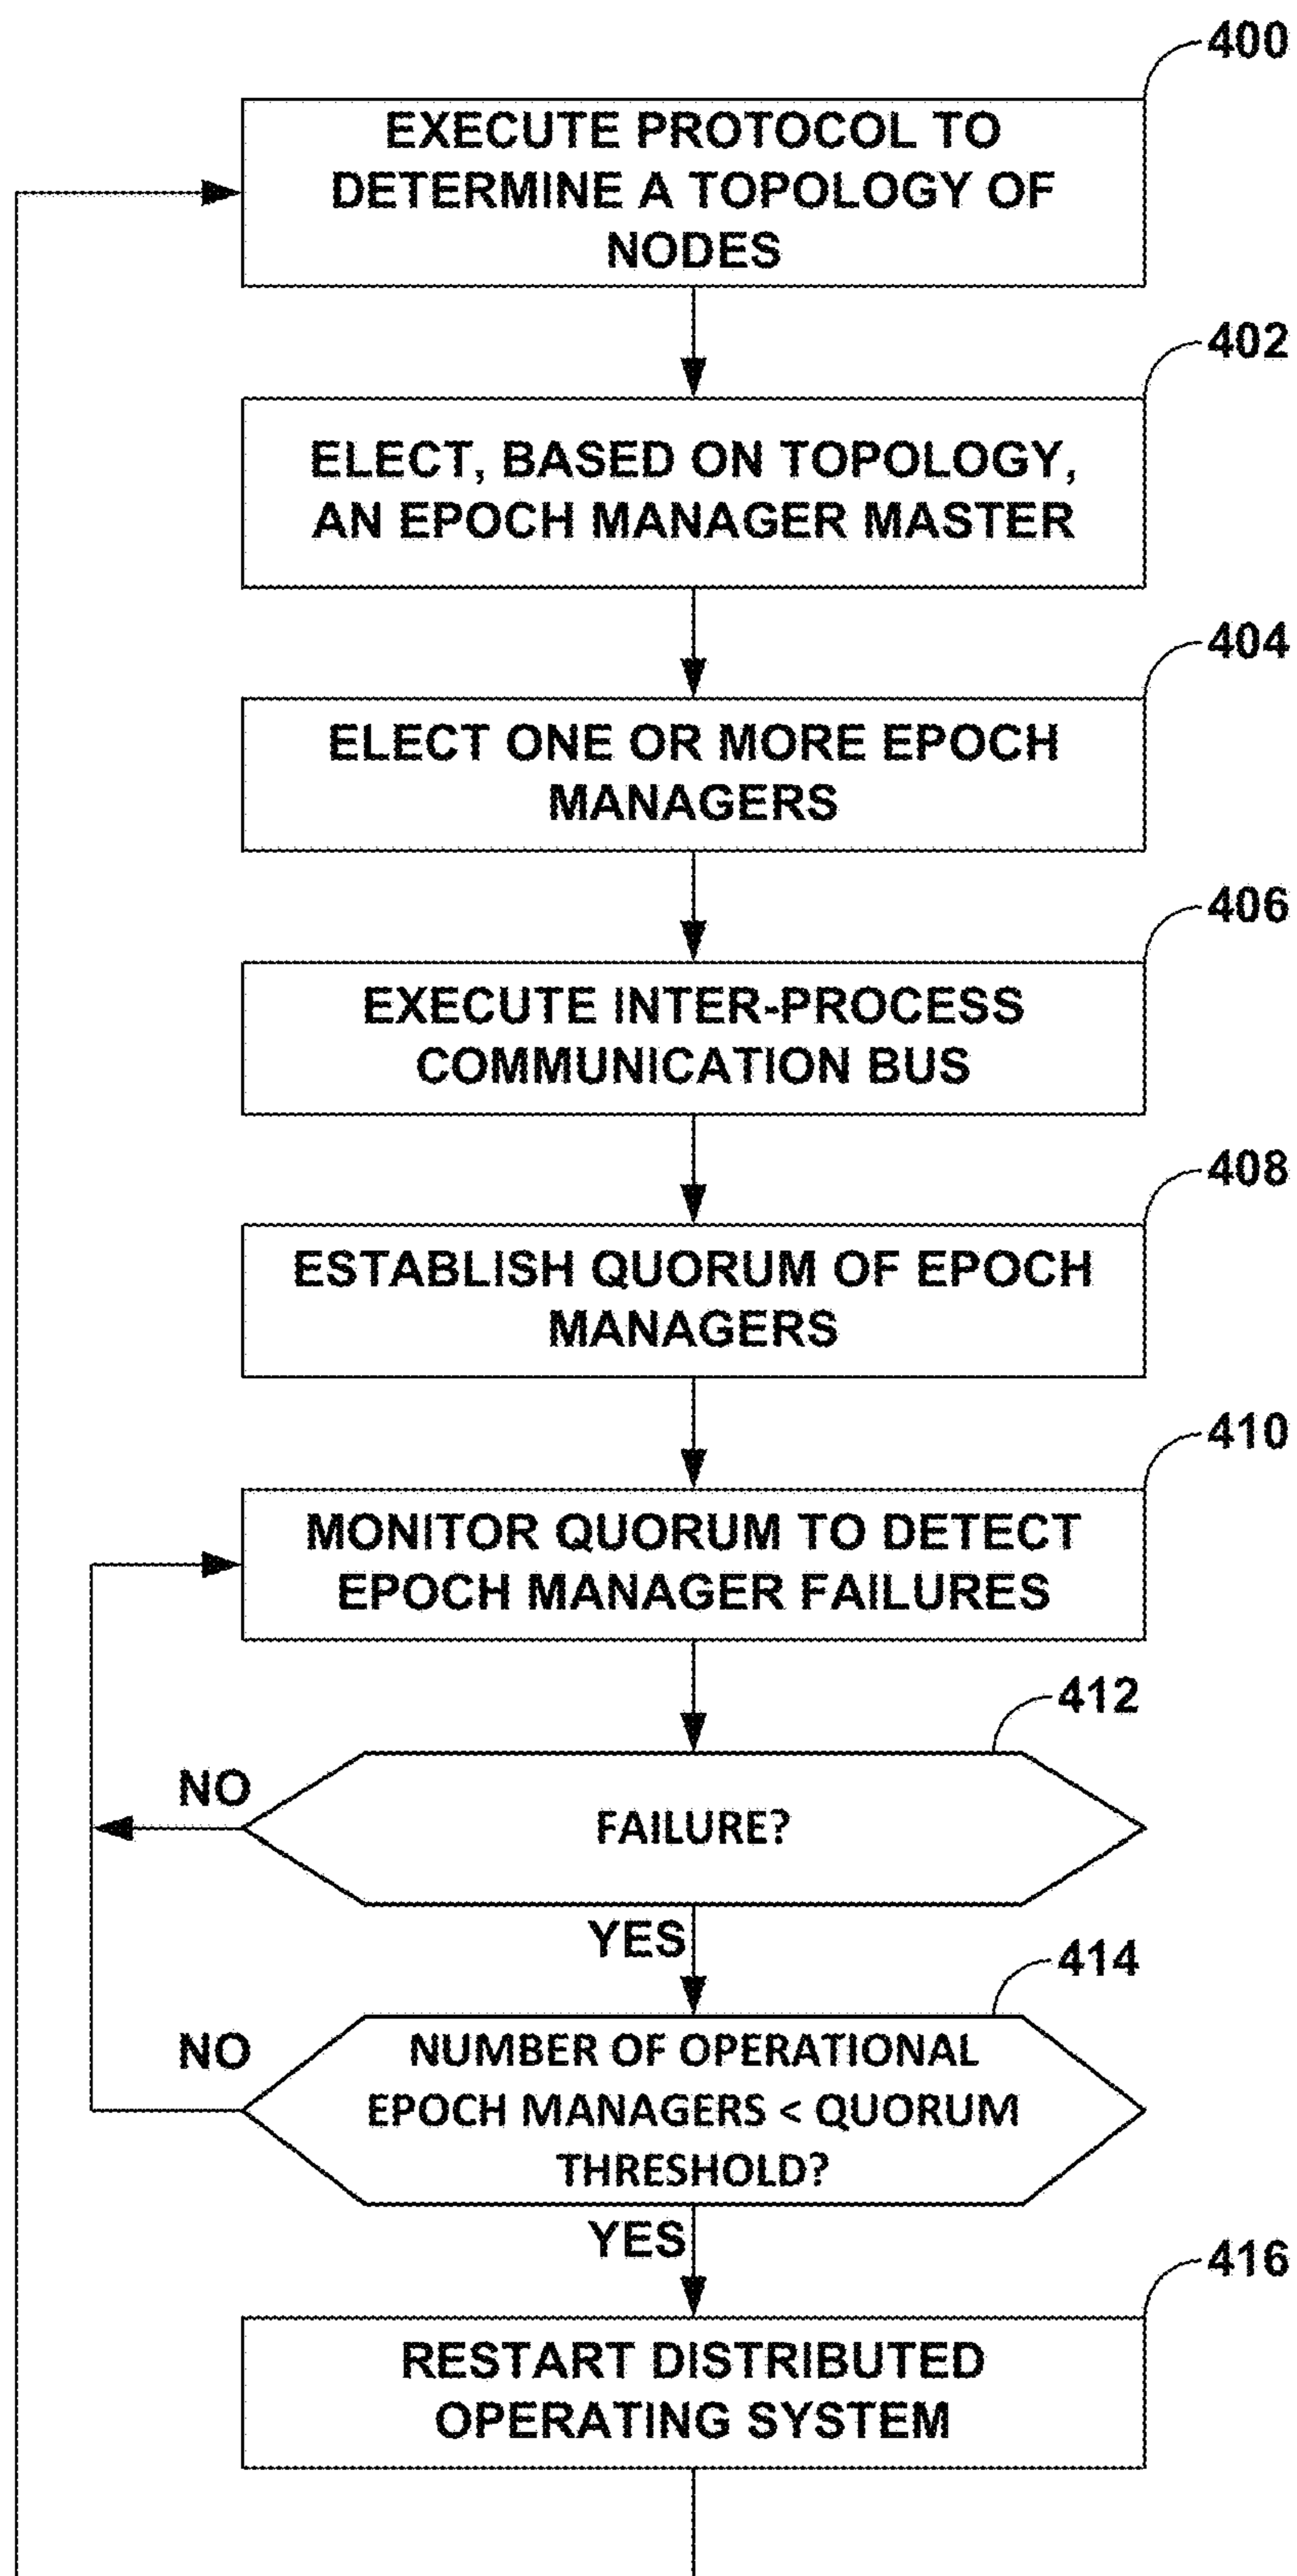 400
EXECUTE PROTOCOL TO
DETERMINE A TOPOLOGY OF
NODES
402
ELECT, BASED ON TOPOLOGY,
AN EPOCH MANAGER MASTER
404
ELECT ONE OR MORE EPOCH
MANAGERS
406
EXECUTE INTER-PROCESS
COMMUNICATION BUS
408
ESTABLISH QUORUM OF EPOCH
MANAGERS
410
MONITOR QUORUM TO DETECT
EPOCH MANAGER FAILURES
412
NO
FAILURE?
YES
414
NO
NUMBER OF OPERATIONAL
EPOCH MANAGERS < QUORUM
THRESHOLD?
YES
416
RESTART DISTRIBUTED
OPERATING SYSTEM